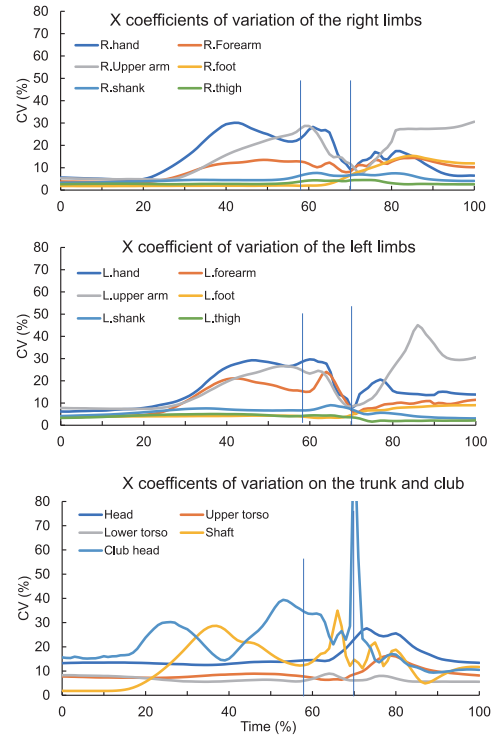 X coefficients of variation of the right limbs
80
R.hand R.Forearm
70
R.Upper arm R.foot
60
R.shank R.thigh
50
CV (%)
40
30
20
10
0
0 20 40 60 80 100
X coefficient of variation of the left limbs
80
L.hand L.forearm
70
L.upper arm L.foot
60
L.shank L.thigh
50
CV (%)
40
30
20
10
0
0 20 40 60 80 100
X coefficents of variation on the trunk and club
80
Head Upper torso
70
Lower torso Shaft
60
Club head
50
CV (%)
40
30
20
10
0
0 20 40 60 80 100
Time (%)